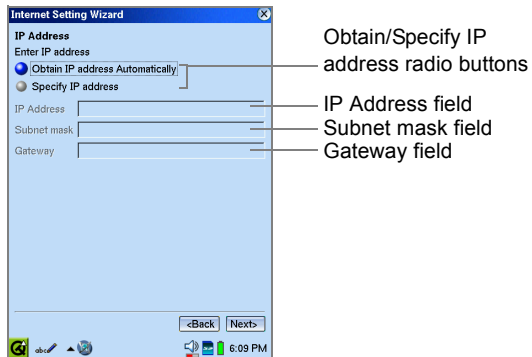 Internet Setting Wizard
IP Address
Enter IP address
Obtain IP address Automatically
Specify IP address
IP Address
Subnet mask
Gateway
<Back Next>
abc 6:09 PM
Obtain/Specify IP
address radio buttons
IP Address field
Subnet mask field
Gateway field